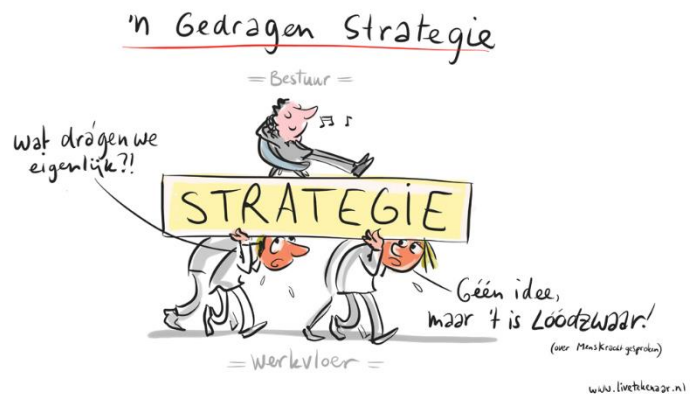 'n Gedragen Strategie
= Bestuur =
wat drágen we
eigenlijk?!
STRATEGIE
Géén idee,
maar 't is Lóódzwaar!
(over MensKracht gesproken)
= Werkvloer =
www.livetekenaar.nl